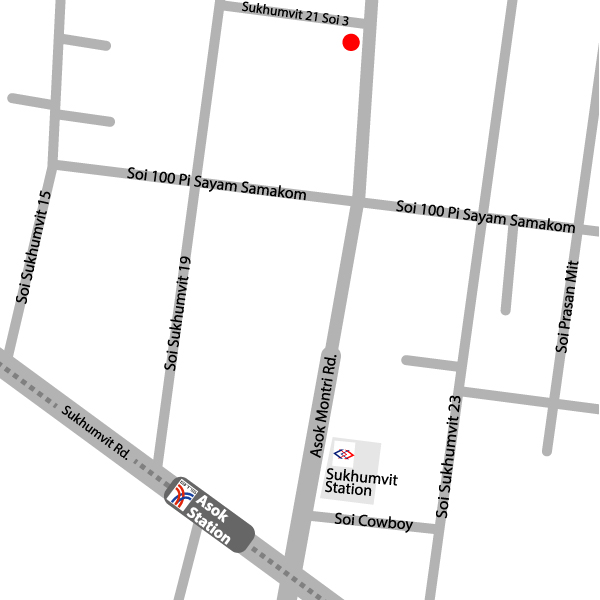 Sukhumvit 21 Soi 3
Soi 100 Pi Sayam Samakom
Soi 100 Pi Sayam Samakom
Soi Sukhumvit 15
Soi Sukhumvit 19
Soi Prasan Mit
Asok Montri Rd.
Soi Sukhumvit 23
Sukhumvit Rd.
Sukhumvit
Station
Asok
Station
Soi Cowboy